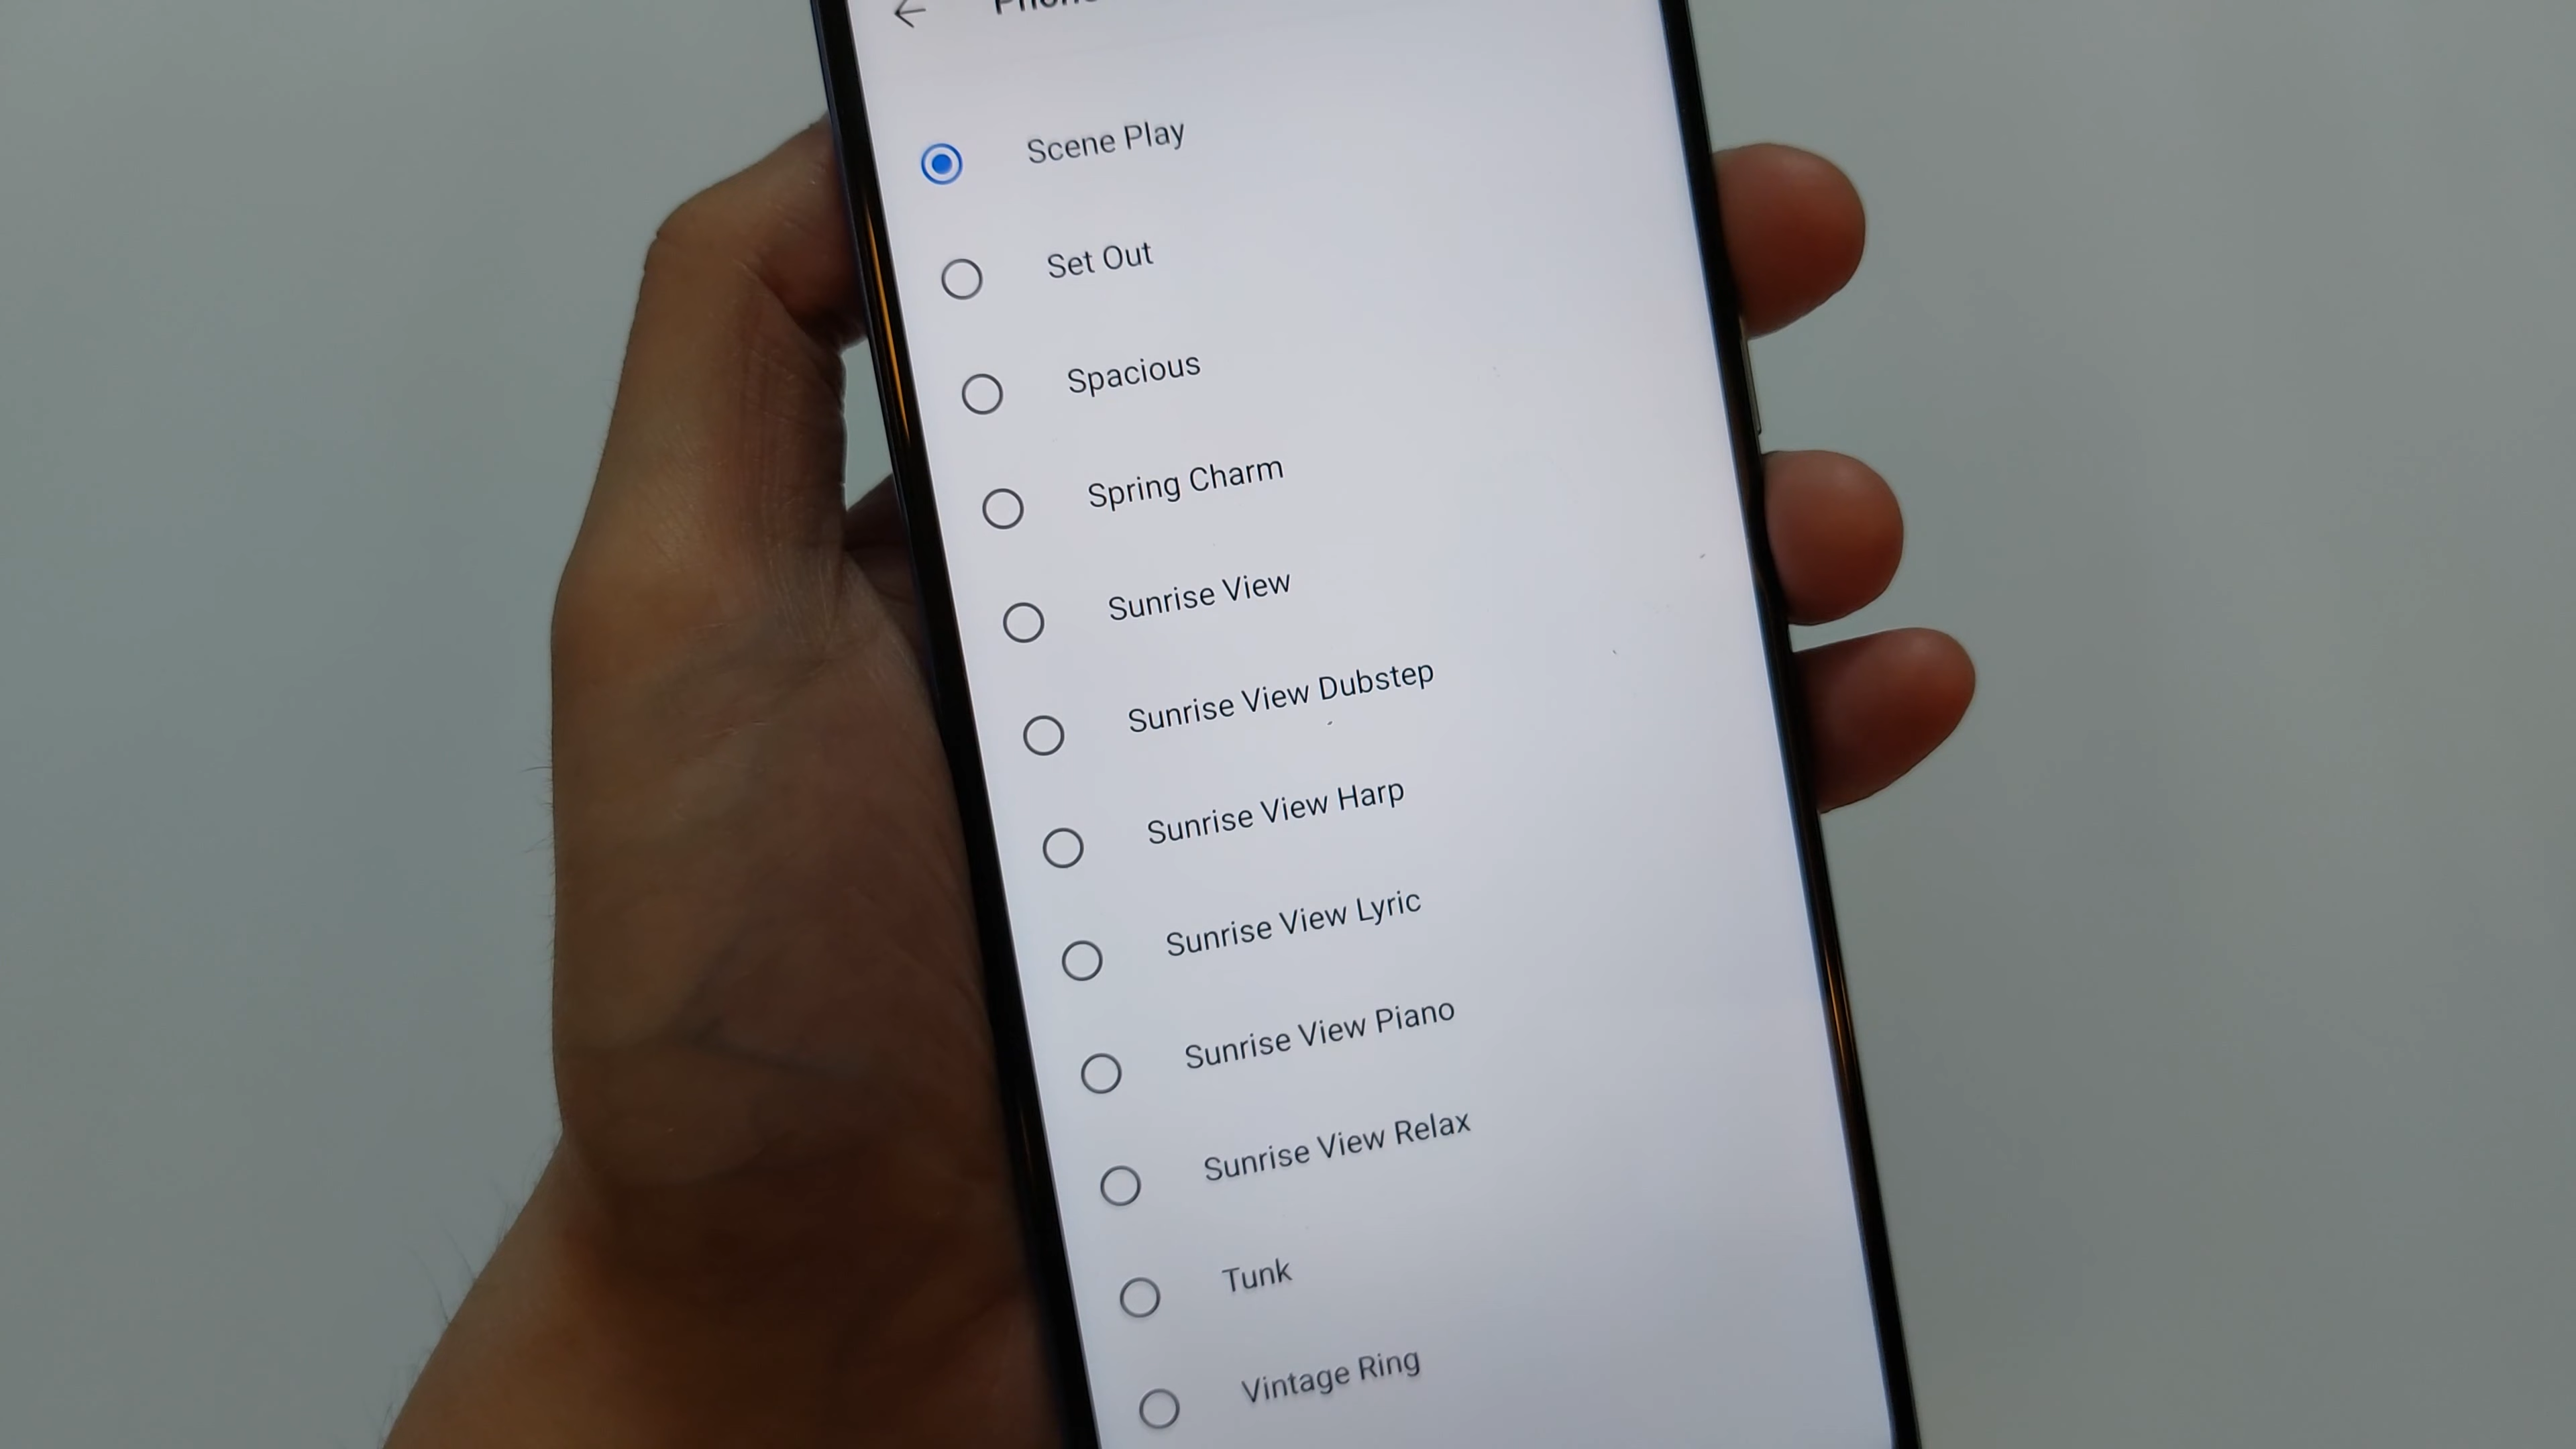 Scene Play
Set Out
Spacious
Spring Charm
Sunrise View
Sunrise View Dubstep
Sunrise View Harp
Sunrise View Lyric
Sunrise View Piano
Sunrise View Relax
Tunk
Vintage Ring